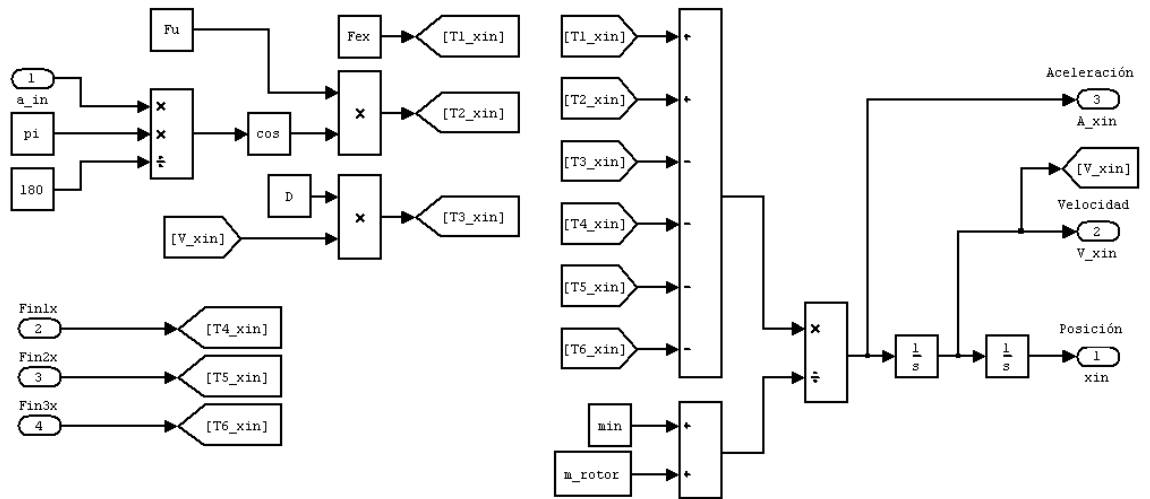 Fu
Fex
[T1_xin]
[T1_xin]
1
a_in
pi
180
×
×
÷
cos
×
[T2_xin]
[T2_xin]
D
[V_xin]
×
[T3_xin]
[T3_xin]
[T4_xin]
[T5_xin]
[T6_xin]
+
+
-
-
-
-
Fin1x
2
[T4_xin]
Fin2x
3
[T5_xin]
Fin3x
4
[T6_xin]
min
m_rotor
+
+
×
÷
1
s
1
s
Aceleración
3
A_xin
[V_xin]
Velocidad
2
V_xin
Posición
1
xin